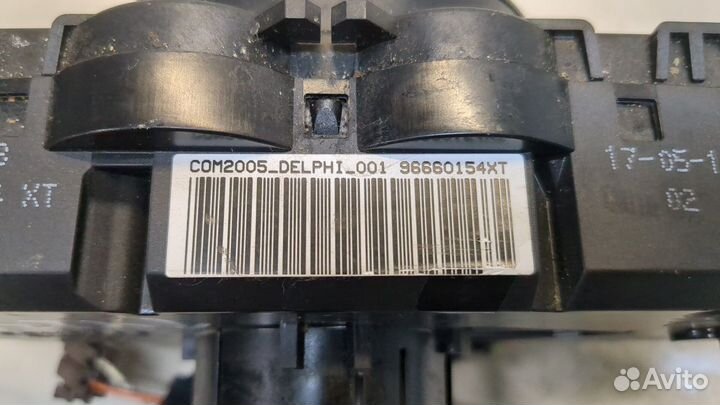 COM2005_DELPHI_001 96660154XT
XT
17-05-1
02
Avito